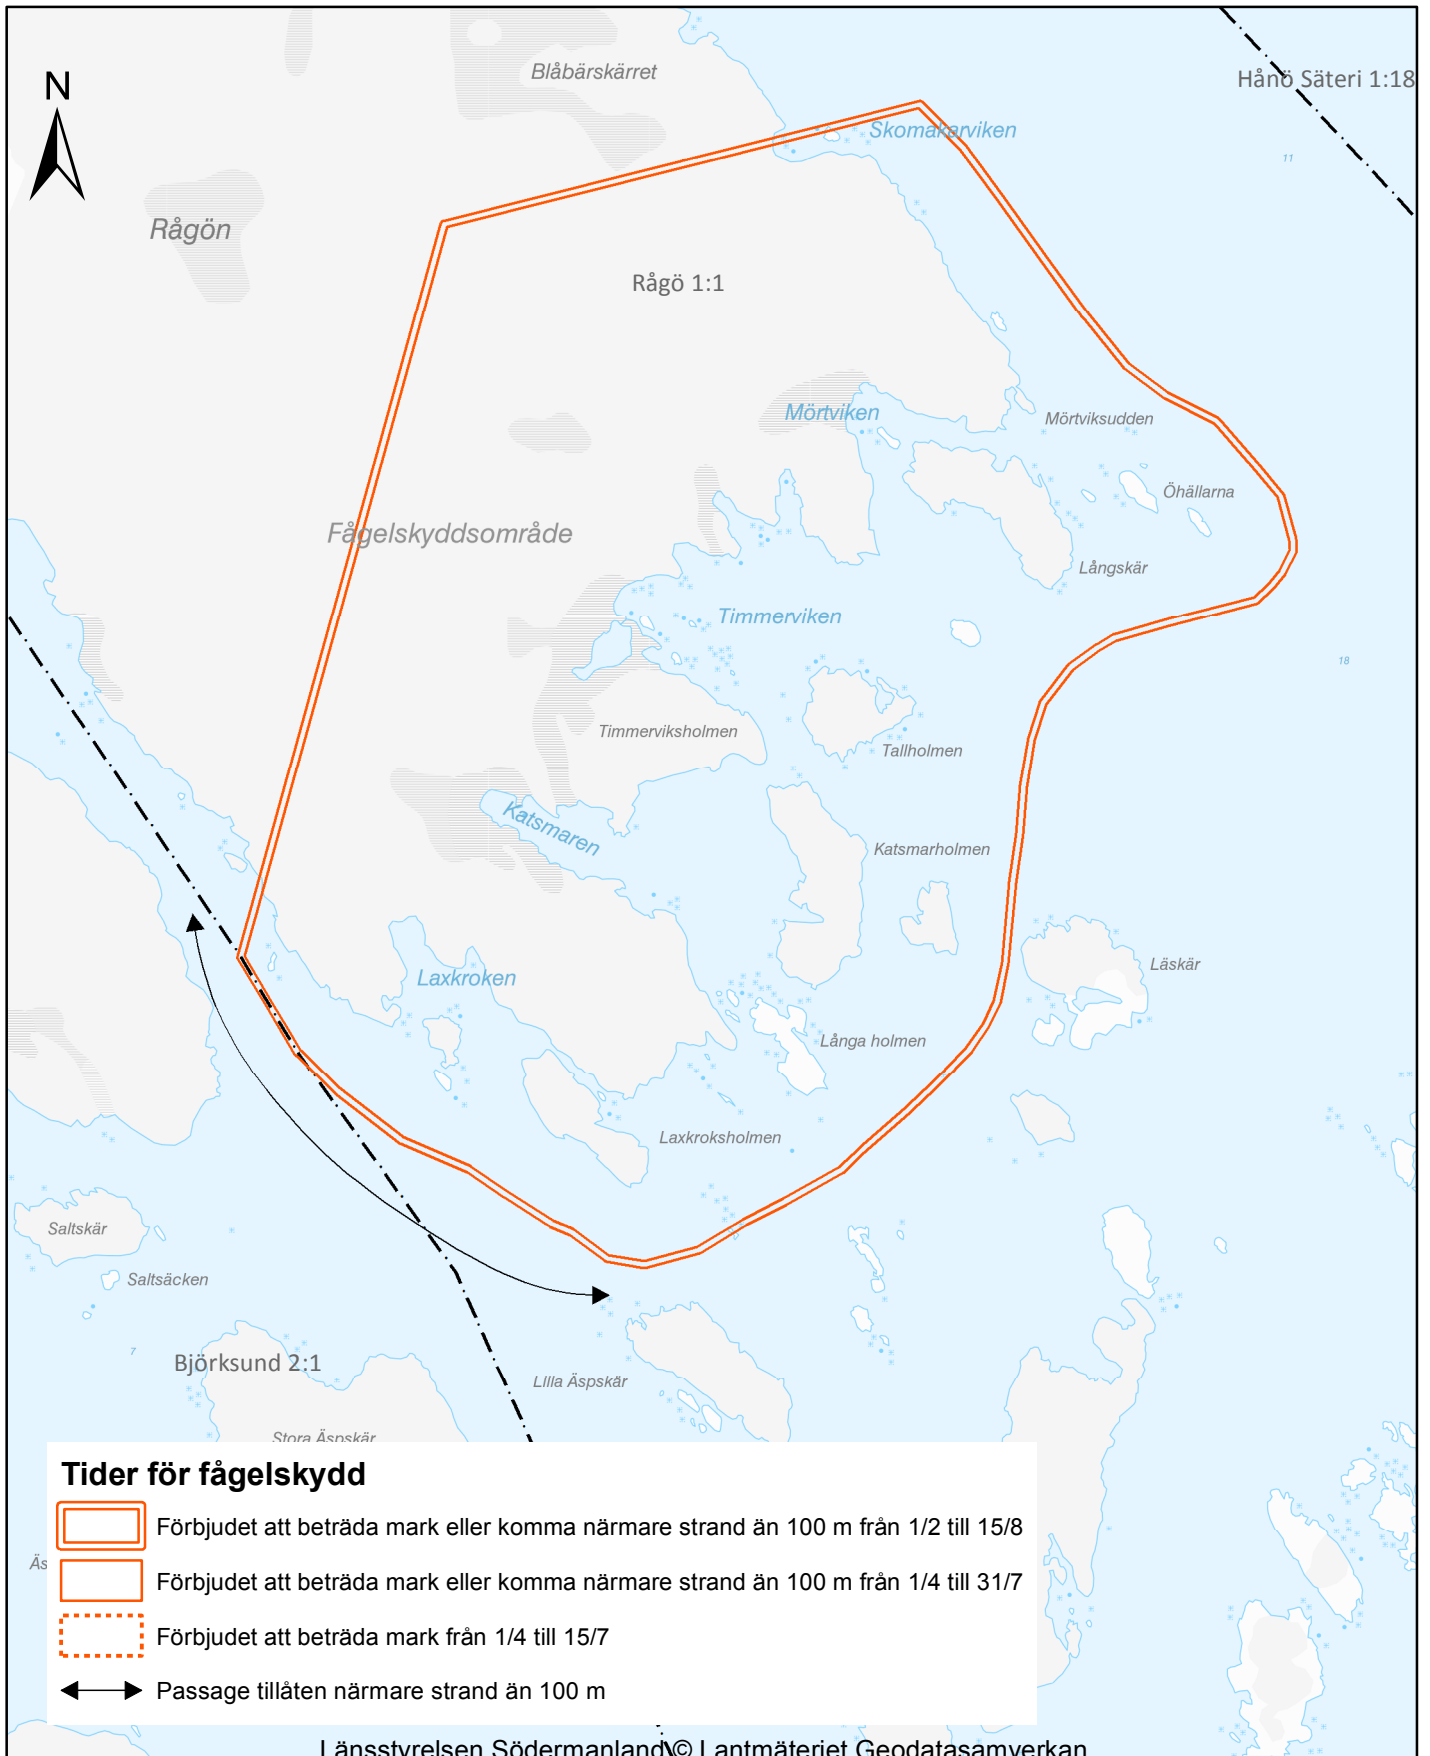 Blåbärskärret
Hånö Säteri 1:18
N
Skomakarviken
11
Rågön
Rågö 1:1
Mörtviken
Mörtviksudden
Öhällarna
Fågelskyddsområde
Långskär
Timmerviken
18
Timmerviksholmen
Tallholmen
Katsmaren
Katsmarholmen
Läskär
Laxkroken
Långa holmen
Laxkroksholmen
Saltskär
Saltsäcken
7
Björksund 2:1
Lilla Äspskär
Stora Äspskär
Tider för fågelskydd
Förbjudet att beträda mark eller komma närmare strand än 100 m från 1/2 till 15/8
Äs
Förbjudet att beträda mark eller komma närmare strand än 100 m från 1/4 till 31/7
Förbjudet att beträda mark från 1/4 till 15/7
Passage tillåten närmare strand än 100 m
Länsstyrelsen Södermanland © Lantmäteriet Geodatasamverkan